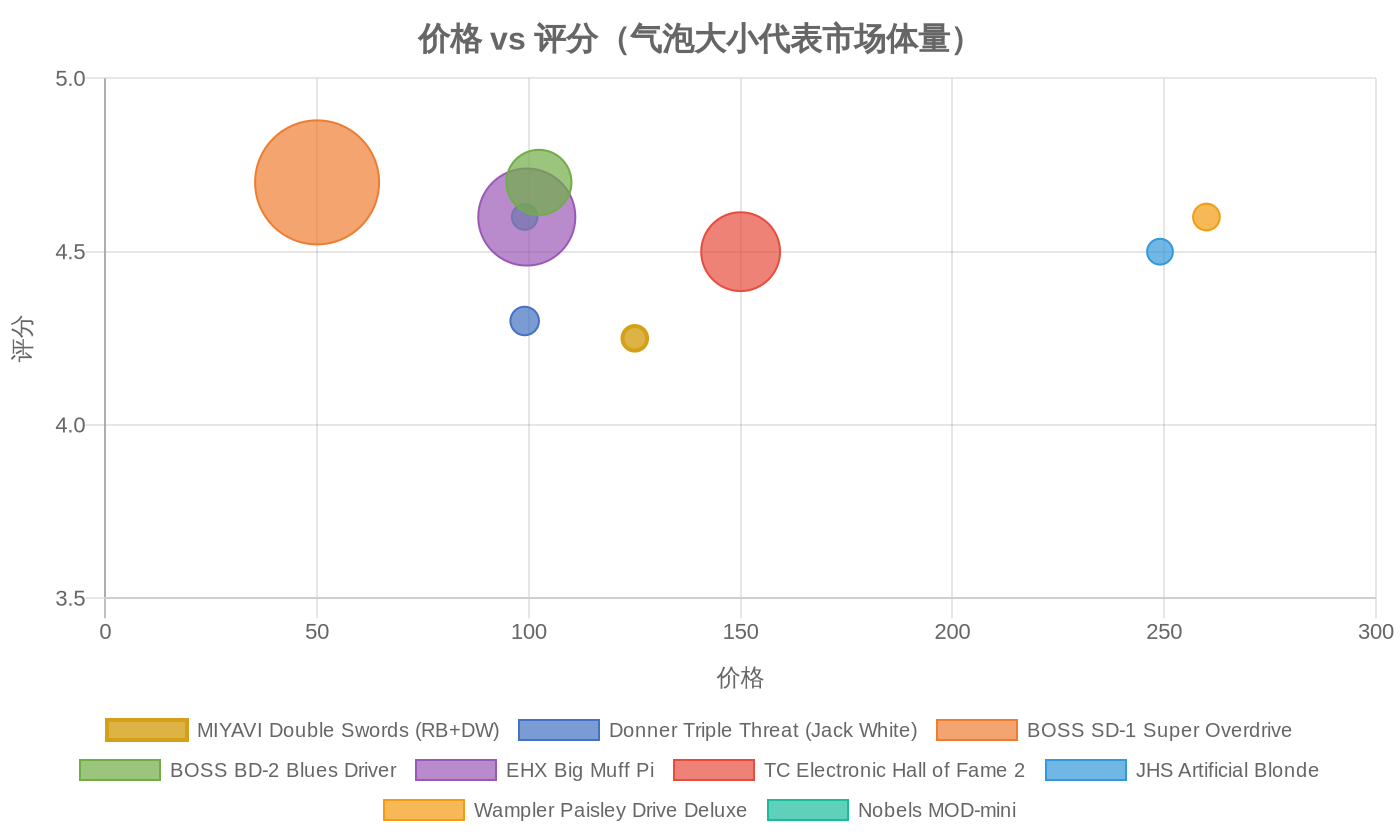 价格 vs 评分（气泡大小代表市场体量）
5.0
4.5
评分
4.0
3.5
0 50 100 150 200 250 300
价格
MIYAVI Double Swords (RB+DW) Donner Triple Threat (Jack White) BOSS SD-1 Super Overdrive
BOSS BD-2 Blues Driver EHX Big Muff Pi TC Electronic Hall of Fame 2 JHS Artificial Blonde
Wampler Paisley Drive Deluxe Nobels MOD-mini